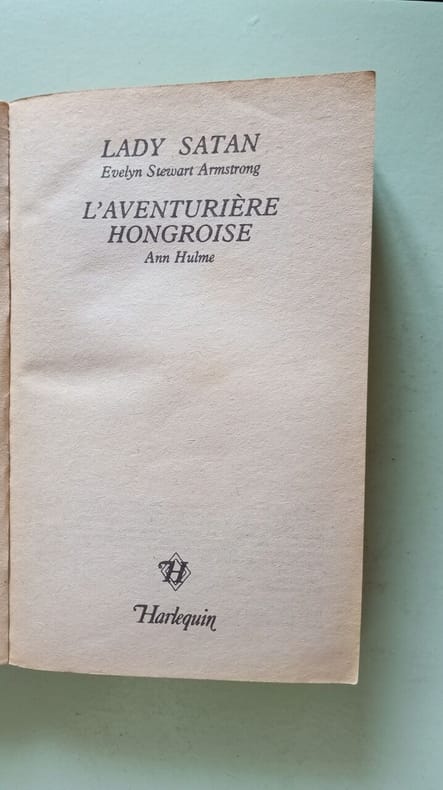 LADY SATAN
Evelyn Stewart Armstrong
L'AVENTURIÈRE
HONGROISE
Ann Hulme
H
Harlequin